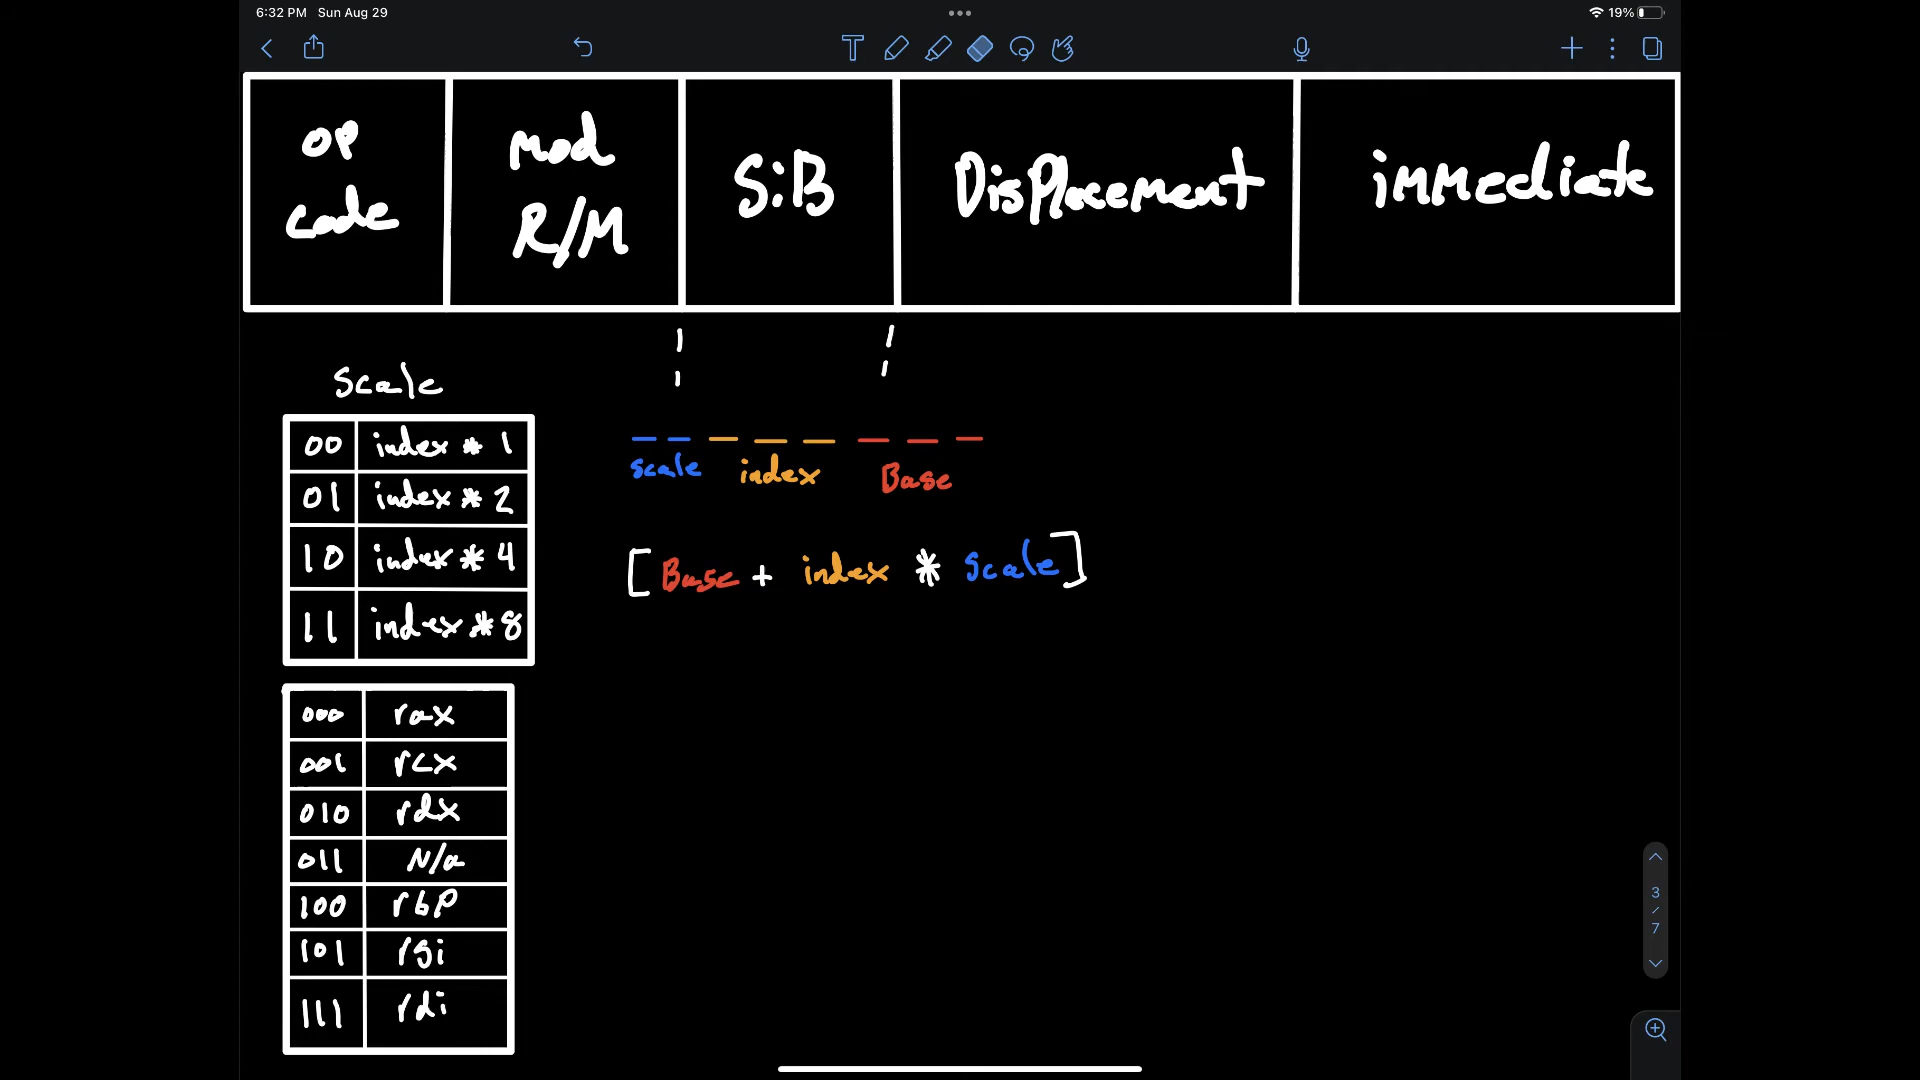 6:32 PM Sun Aug 29
19%
OP code
Mod R/M
SiB
Displacement
immediate
Scale
00 index * 1
01 index * 2
10 index * 4
11 index * 8
scale index Base
[Base + index * Scale]
000 rax
001 rcx
010 rdx
011 N/a
100 rbp
101 rsi
111 rdi
3
/
7